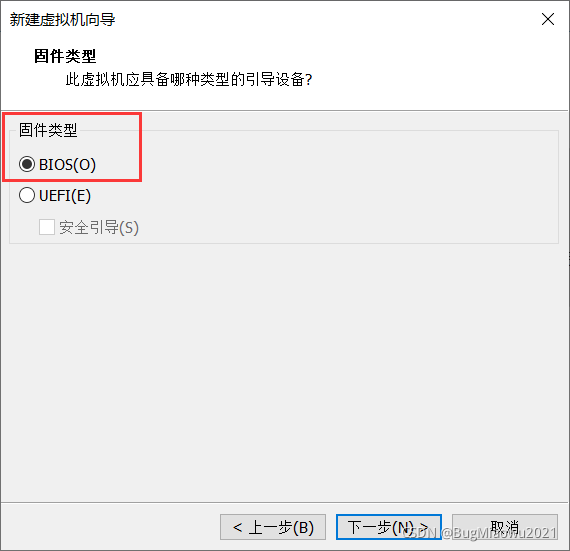 新建虚拟机向导
固件类型
此虚拟机应具备哪种类型的引导设备?
固件类型
BIOS(O)
UEFI(E)
安全引导(S)
< 上一步(B) 下一步(N) > 取消
CSDN @BugMiaowu2021